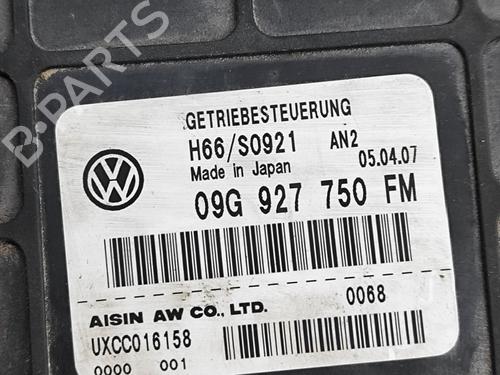 B-PARTS
GETRIEBESTEUERUNG
H66/S0921 AN2
Made in Japan 05.04.07
09G 927 750 FM
AISIN AW CO., LTD. 0068
UXCC016158
0000 001